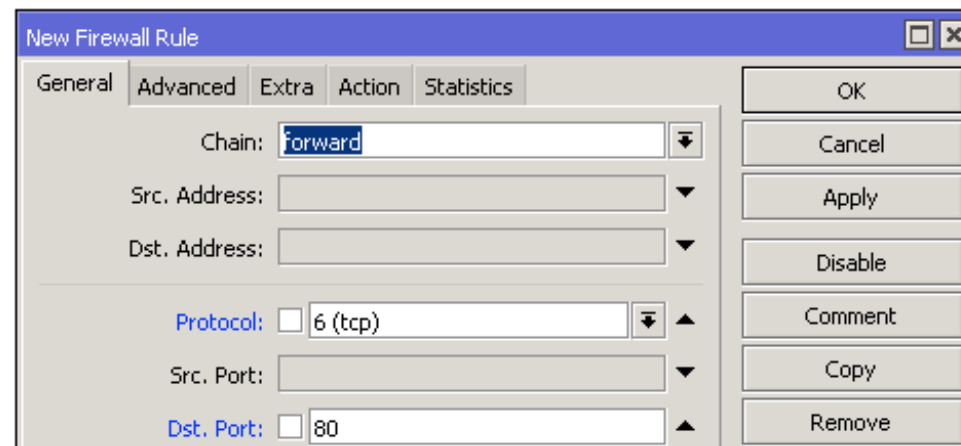 New Firewall Rule
General Advanced Extra Action Statistics
OK
Chain: forward
Cancel
Src. Address:
Apply
Dst. Address:
Disable
Protocol: 6 (tcp)
Comment
Src. Port:
Copy
Dst. Port: 80
Remove